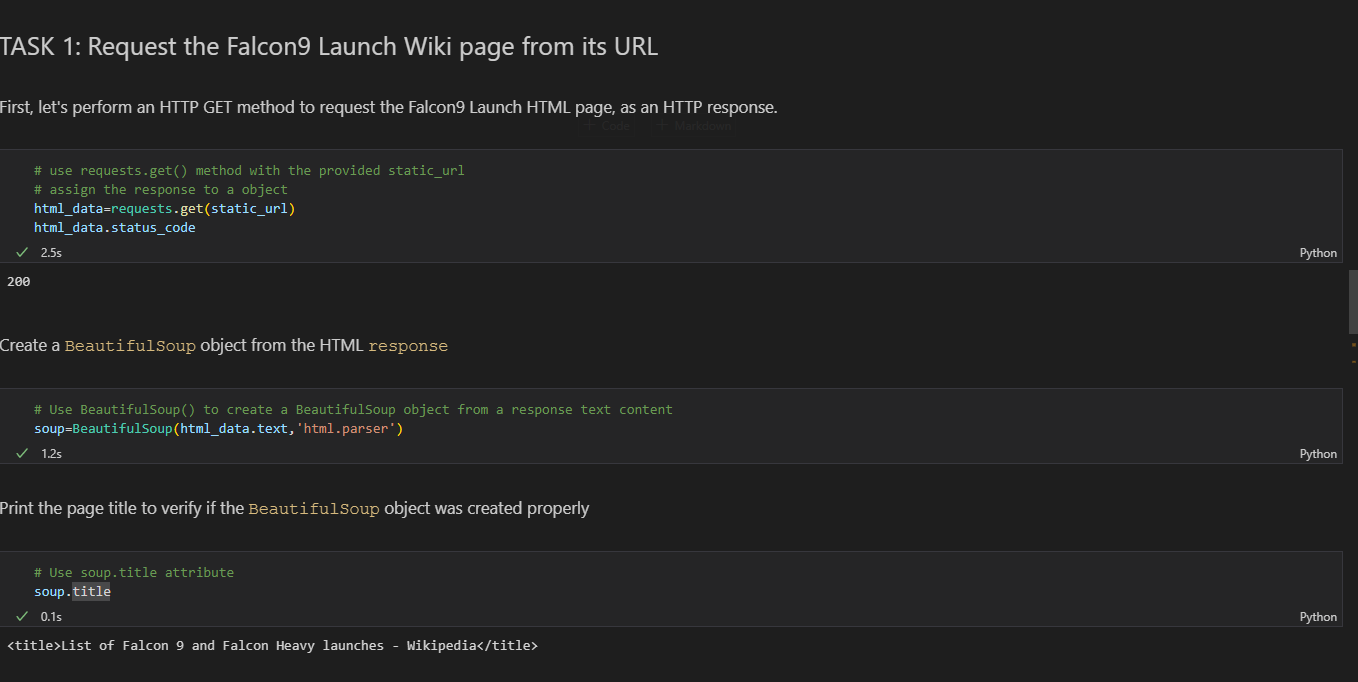 TASK 1: Request the Falcon9 Launch Wiki page from its URL
First, let's perform an HTTP GET method to request the Falcon9 Launch HTML page, as an HTTP response.
+ Code + Markdown
# use requests.get() method with the provided static_url
# assign the response to a object
html_data=requests.get(static_url)
html_data.status_code
✓ 2.5s Python
200
Create a BeautifulSoup object from the HTML response
# Use BeautifulSoup() to create a BeautifulSoup object from a response text content
soup=BeautifulSoup(html_data.text,'html.parser')
✓ 1.2s Python
Print the page title to verify if the BeautifulSoup object was created properly
# Use soup.title attribute
soup.title
✓ 0.1s Python
<title>List of Falcon 9 and Falcon Heavy launches - Wikipedia</title>